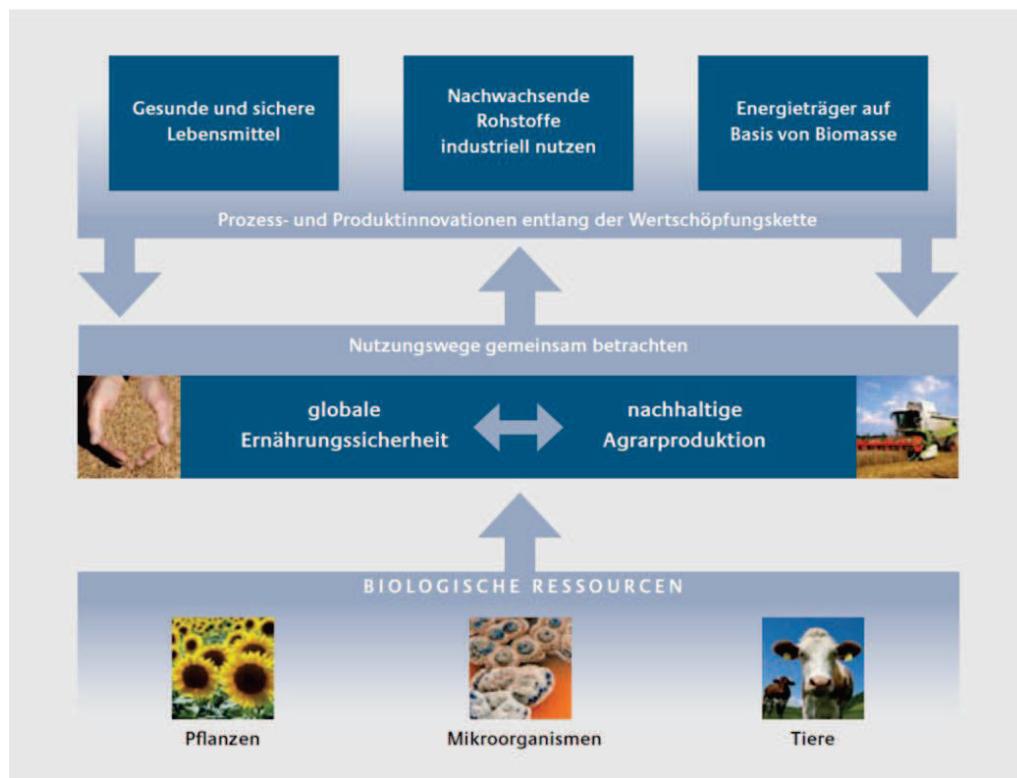 Gesunde und sichere
Lebensmittel
Nachwachsende
Rohstoffe
industriell nutzen
Energieträger auf
Basis von Biomasse
Prozess- und Produktinnovationen entlang der Wertschöpfungskette
Nutzungswege gemeinsam betrachten
globale
Ernährungssicherheit
nachhaltige
Agrarproduktion
BIOLOGISCHE RESSOURCEN
Pflanzen
Mikroorganismen
Tiere